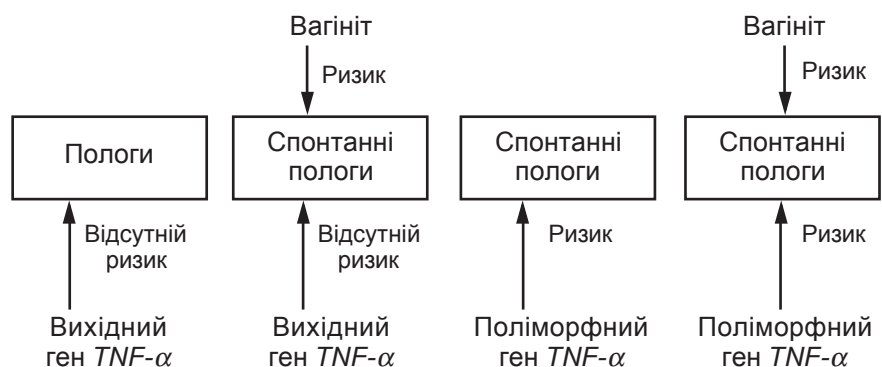 Вагініт
Ризик
Пологи
Відсутній
ризик
Вихідний
ген TNF-α
Спонтанні
пологи
Відсутній
ризик
Вихідний
ген TNF-α
Спонтанні
пологи
Ризик
Поліморфний
ген TNF-α
Вагініт
Ризик
Спонтанні
пологи
Ризик
Поліморфний
ген TNF-α